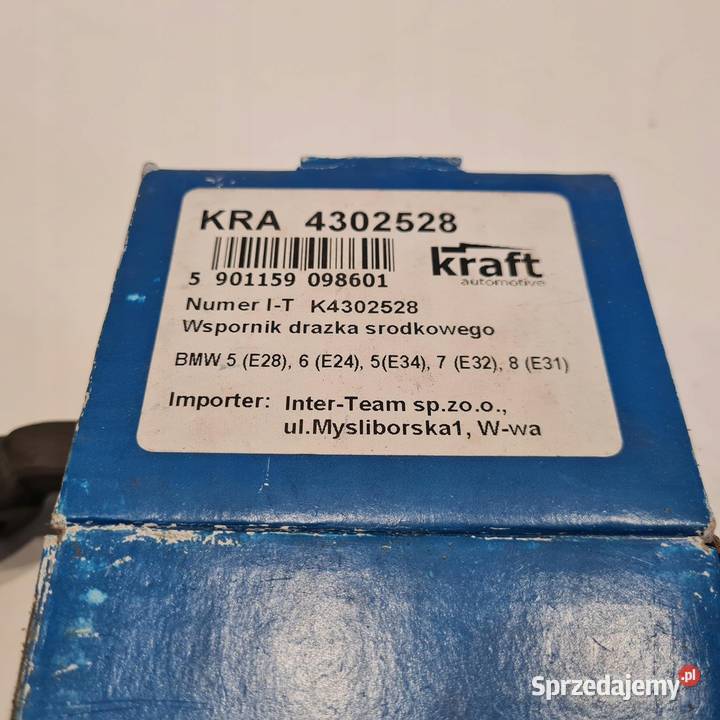 KRA 4302528
5 901159 098601
kraft
automotive
Numer I-T K4302528
Wspornik drazka srodkowego
BMW 5 (E28), 6 (E24), 5(E34), 7 (E32), 8 (E31)
Importer: Inter-Team sp.zo.o.,
ul.Mysliborska1, W-wa
Sprzedajemy.pl